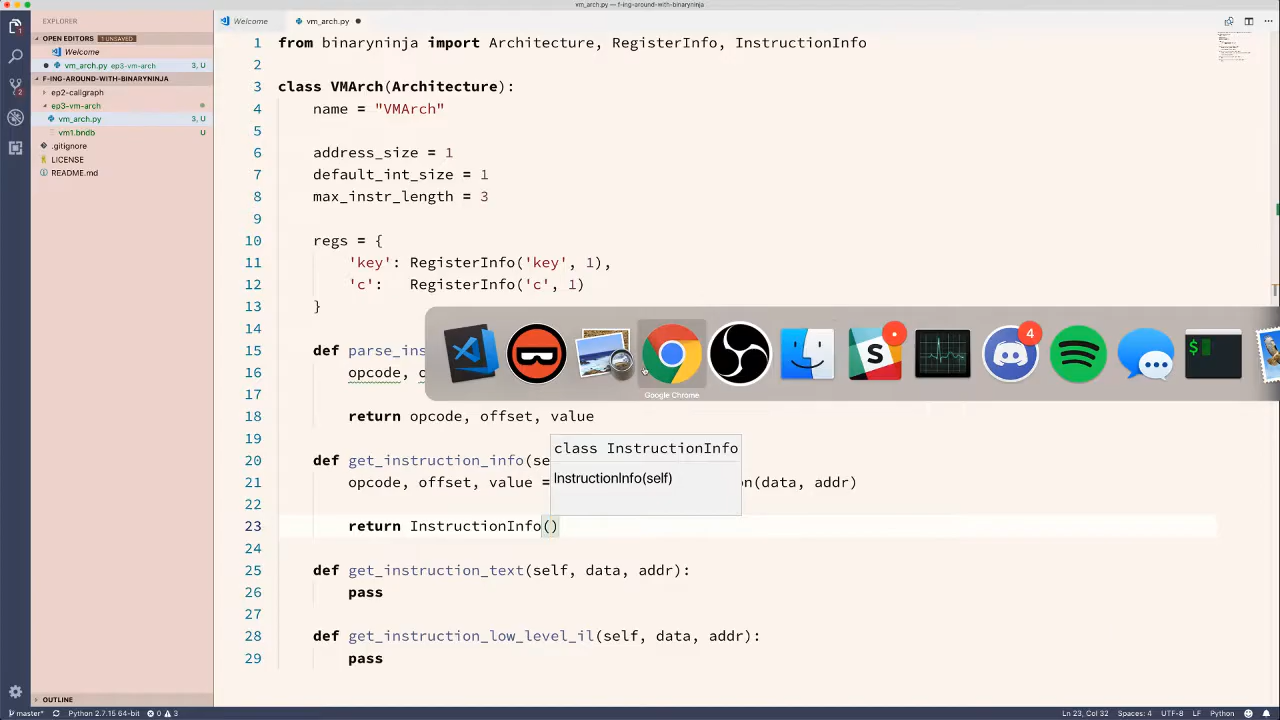 vm_arch.py — f-ing-around-with-binaryninja
EXPLORER
OPEN EDITORS 1 UNSAVED
Welcome
vm_arch.py ep3-vm-arch 3, U
F-ING-AROUND-WITH-BINARYNINJA
ep2-callgraph
ep3-vm-arch
vm_arch.py 3, U
vm1.bndb U
.gitignore
LICENSE
README.md
OUTLINE
Welcome vm_arch.py
1 from binaryninja import Architecture, RegisterInfo, InstructionInfo
2
3 class VMArch(Architecture):
4 name = "VMArch"
5
6 address_size = 1
7 default_int_size = 1
8 max_instr_length = 3
9
10 regs = {
11 'key': RegisterInfo('key', 1),
12 'c': RegisterInfo('c', 1)
13 }
14
15 def parse_ins
16 opcode, o
17
18 return opcode, offset, value
19
20 def get_instruction_info(se
21 opcode, offset, value = n(data, addr)
22
23 return InstructionInfo()
24
25 def get_instruction_text(self, data, addr):
26 pass
27
28 def get_instruction_low_level_il(self, data, addr):
29 pass
class InstructionInfo
InstructionInfo(self)
4
Google Chrome
master* Python 2.7.15 64-bit 0 3 Ln 23, Col 32 Spaces: 4 UTF-8 LF Python